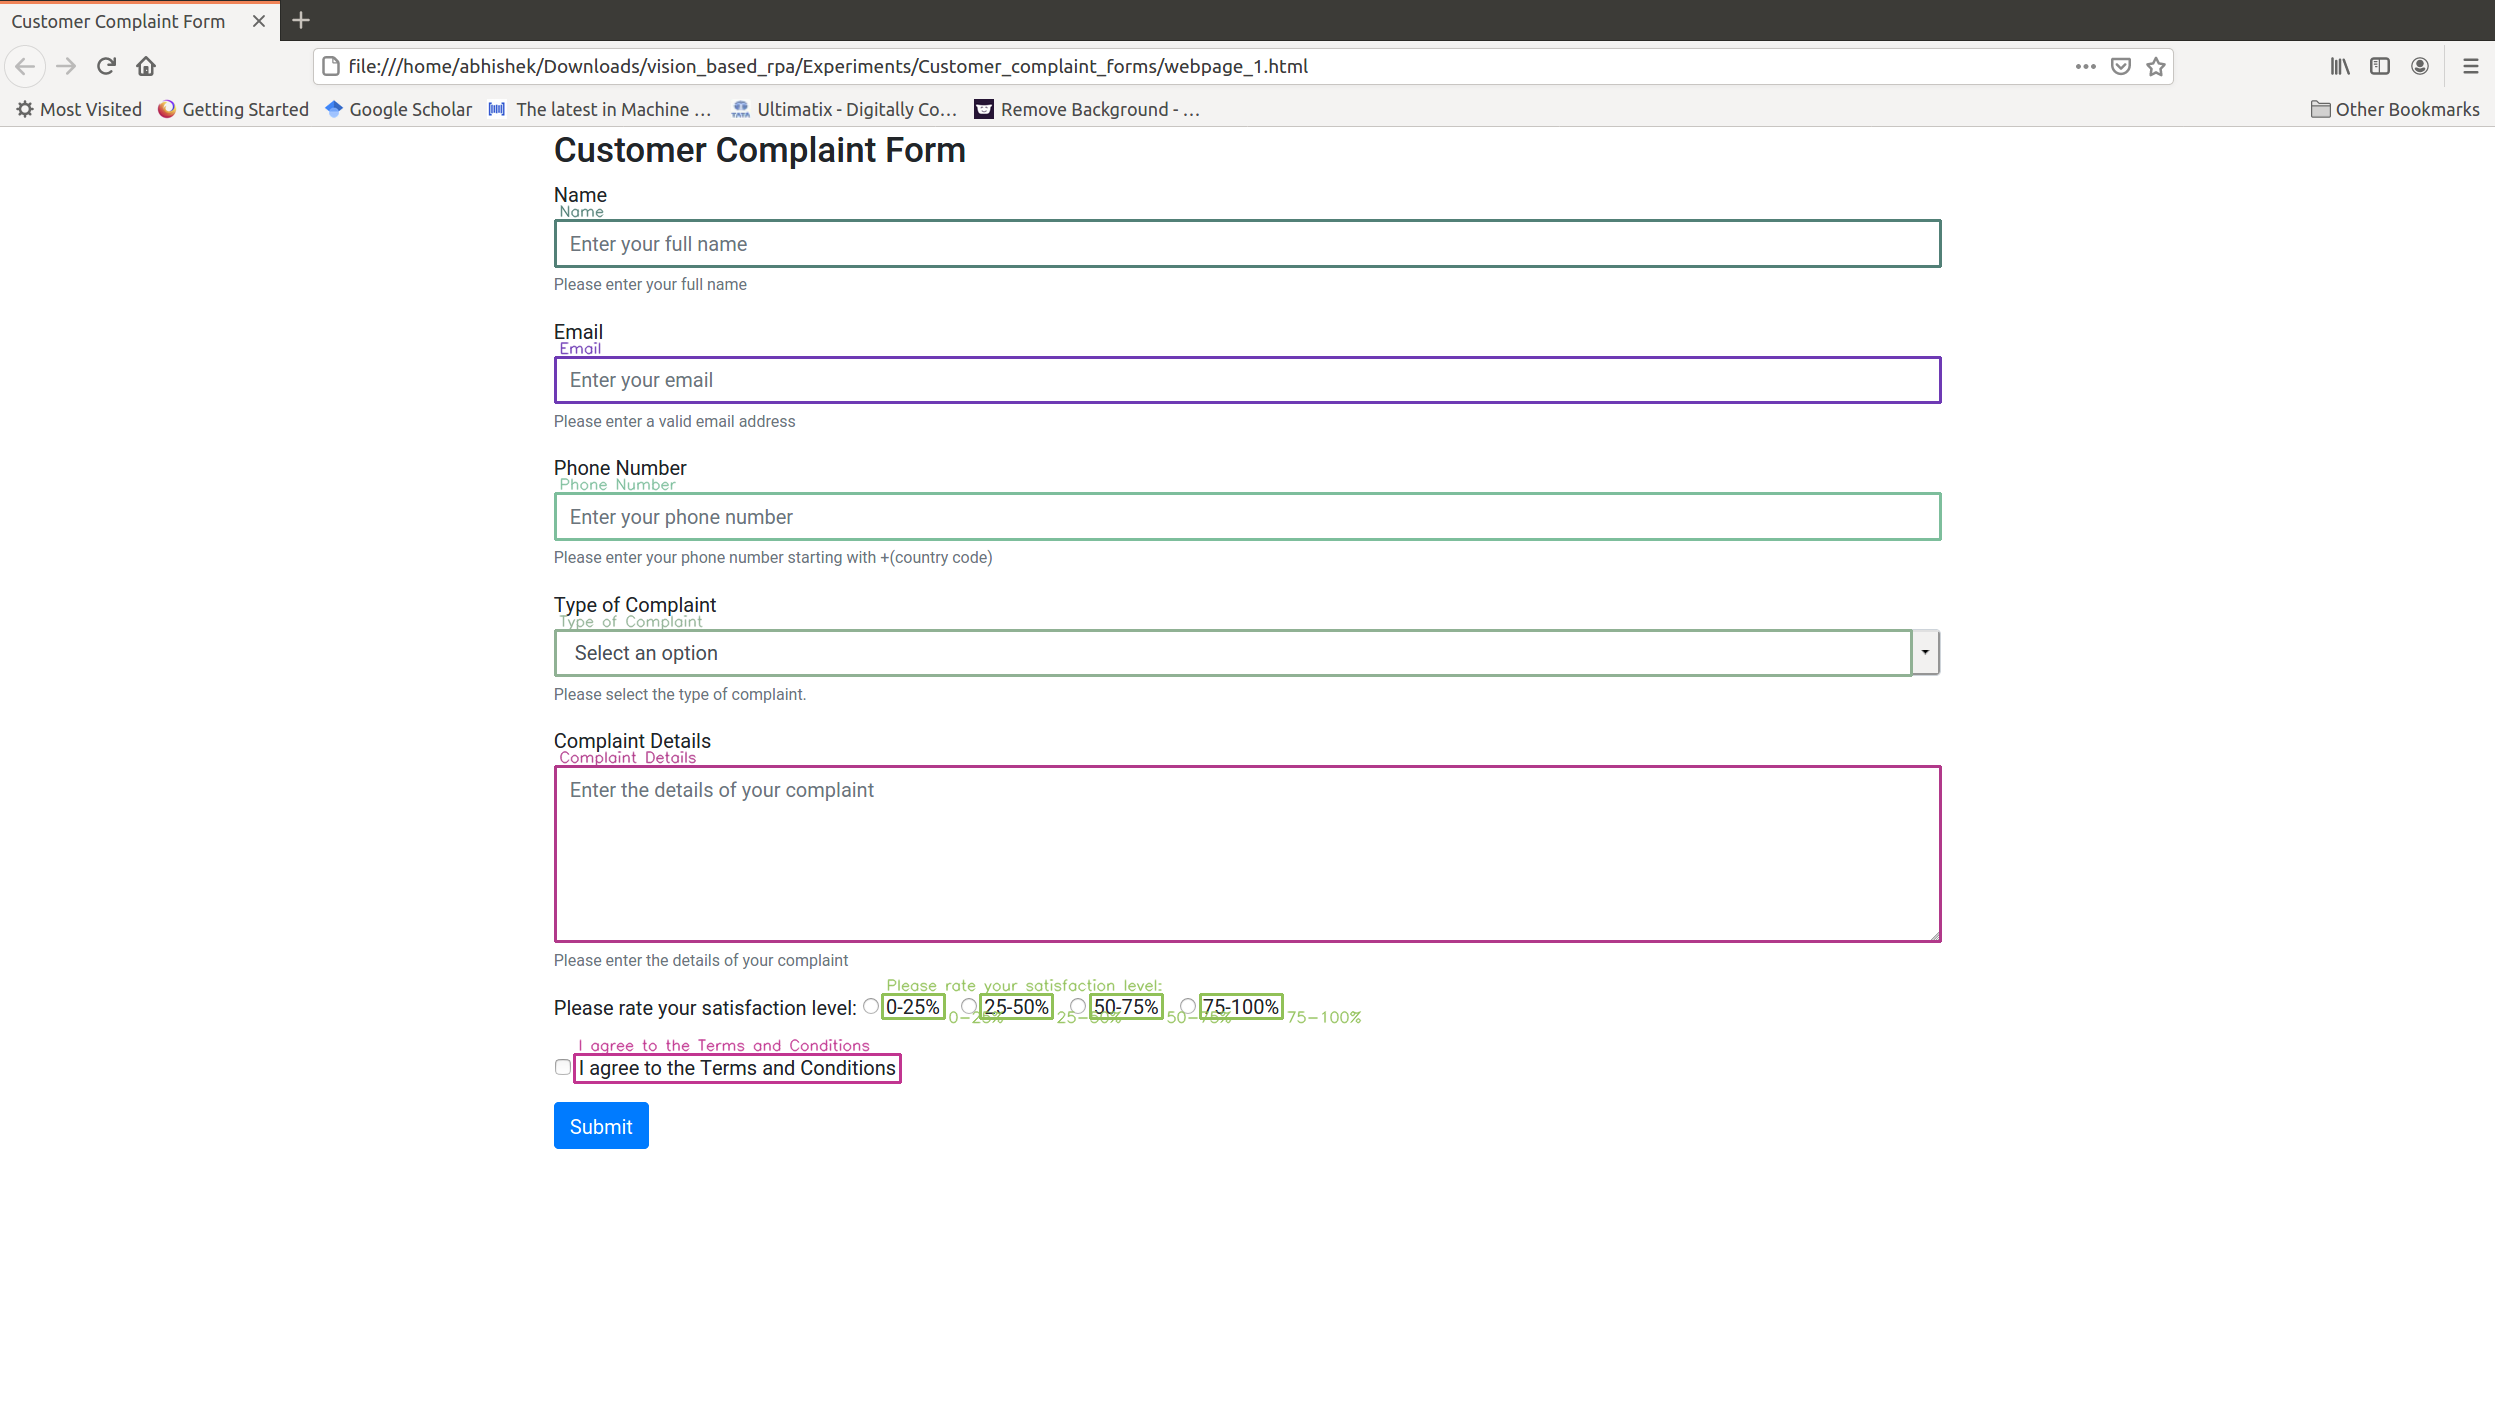 Customer Complaint Form
file:///home/abhishek/Downloads/vision_based_rpa/Experiments/Customer_complaint_forms/webpage_1.html
Most Visited Getting Started Google Scholar The latest in Machine … TATA Ultimatix - Digitally Co… Remove Background - … Other Bookmarks
Customer Complaint Form
Name
Name
Enter your full name
Please enter your full name
Email
Email
Enter your email
Please enter a valid email address
Phone Number
Phone Number
Enter your phone number
Please enter your phone number starting with +(country code)
Type of Complaint
Type of Complaint
Select an option
Please select the type of complaint.
Complaint Details
Complaint Details
Enter the details of your complaint
Please enter the details of your complaint
Please rate your satisfaction level:
Please rate your satisfaction level: 0-25% 25-50% 50-75% 75-100%
0-25% 25-50% 50-75% 75-100%
I agree to the Terms and Conditions
I agree to the Terms and Conditions
Submit